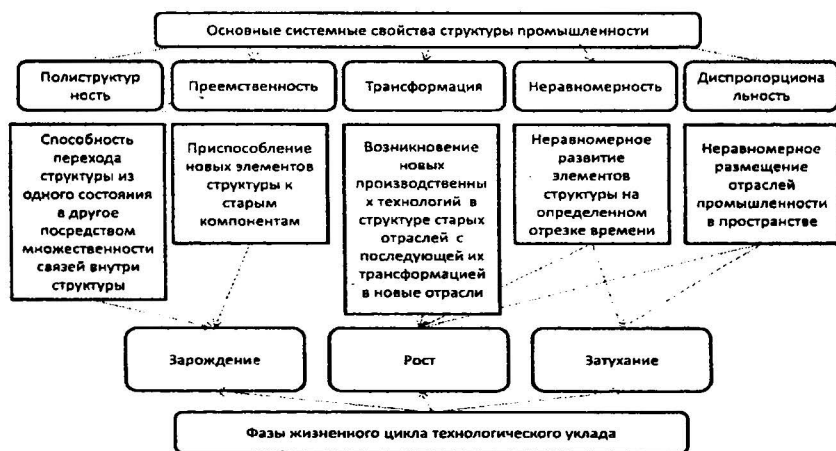 Основные системные свойства структуры промышленности
Полиструктур
ность
Преемственность
Трансформация
Неравномерность
Диспропорциона
льность
Способность
перехода
структуры из
одного состояния
в другое
посредством
множественности
связей внутри
структуры
Приспособление
новых элементов
структуры к
старым
компонентам
Возникновение
новых
производственны
х технологий в
структуре старых
отраслей с
последующей их
трансформацией
в новые отрасли
Неравномерное
развитие
элементов
структуры на
определенном
отрезке времени
Неравномерное
размещение
отраслей
промышленности
в пространстве
Зарождение
Рост
Затухание
Фазы жизненного цикла технологического уклада